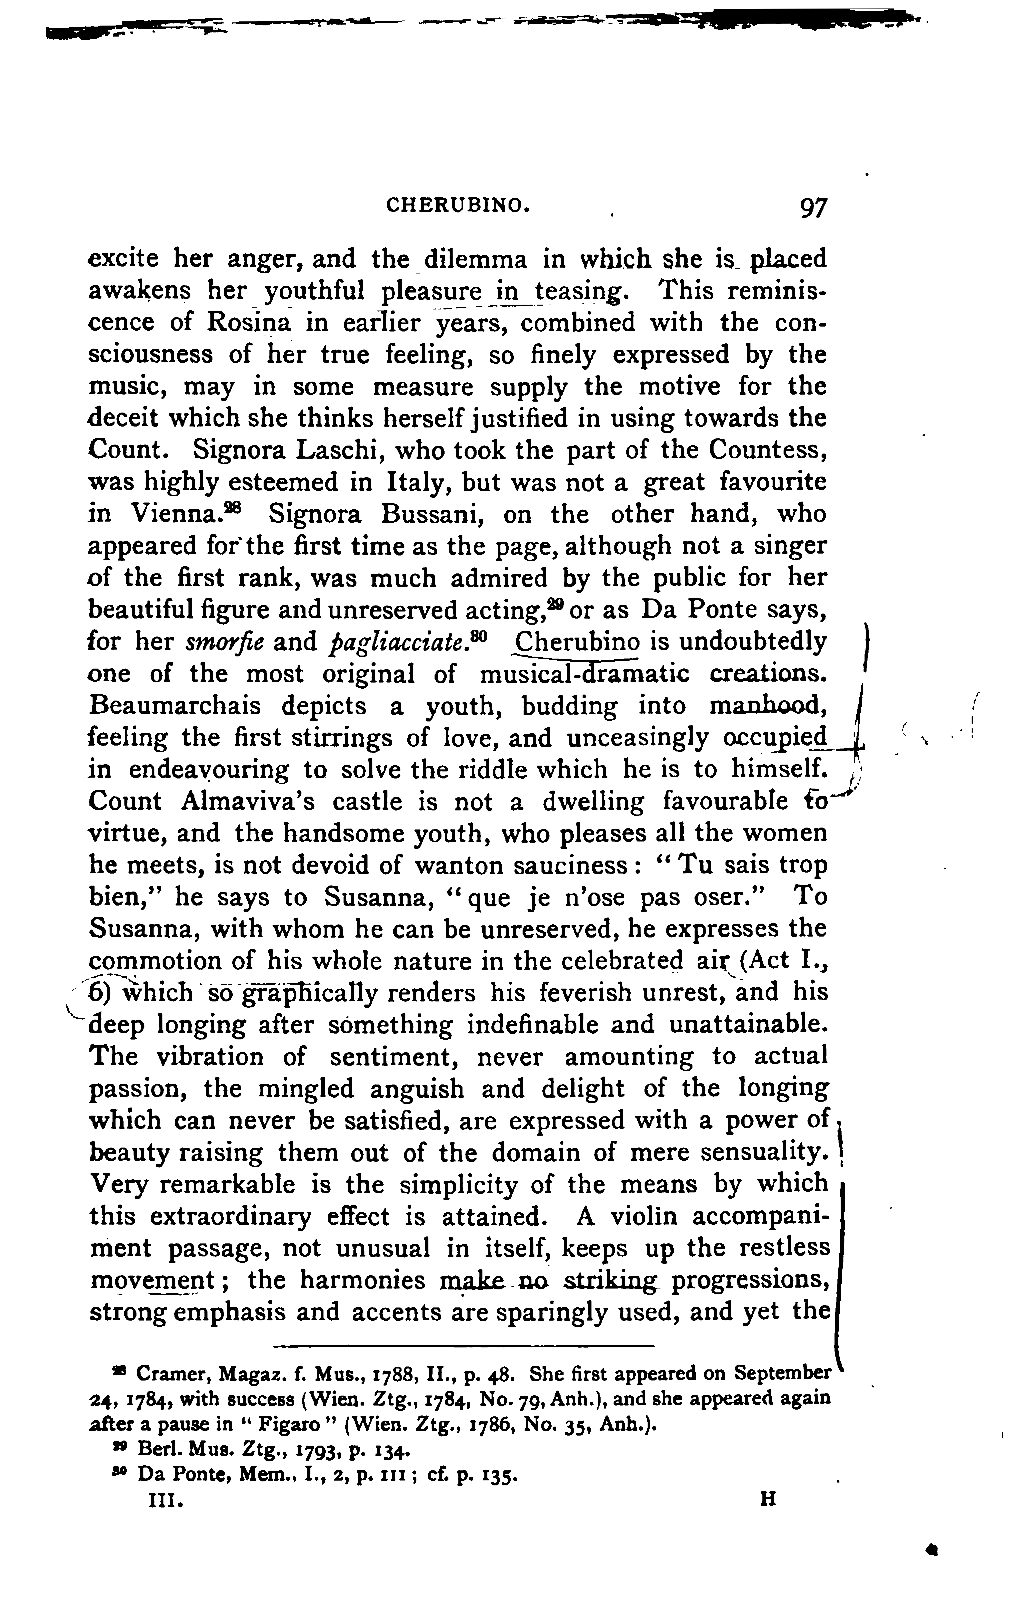 CHERUBINO. 97
excite her anger, and the dilemma in which she is placed
awakens her youthful pleasure in teasing. This reminis-
cence of Rosina in earlier years, combined with the con-
sciousness of her true feeling, so finely expressed by the
music, may in some measure supply the motive for the
deceit which she thinks herself justified in using towards the
Count. Signora Laschi, who took the part of the Countess,
was highly esteemed in Italy, but was not a great favourite
in Vienna.²⁸ Signora Bussani, on the other hand, who
appeared for the first time as the page, although not a singer
of the first rank, was much admired by the public for her
beautiful figure and unreserved acting,²⁹ or as Da Ponte says,
for her smorfie and pagliacciate.³⁰ Cherubino is undoubtedly
one of the most original of musical-dramatic creations.
Beaumarchais depicts a youth, budding into manhood,
feeling the first stirrings of love, and unceasingly occupied
in endeavouring to solve the riddle which he is to himself.
Count Almaviva's castle is not a dwelling favourable to
virtue, and the handsome youth, who pleases all the women
he meets, is not devoid of wanton sauciness: "Tu sais trop
bien," he says to Susanna, "que je n'ose pas oser." To
Susanna, with whom he can be unreserved, he expresses the
commotion of his whole nature in the celebrated air (Act I.,
6) which so graphically renders his feverish unrest, and his
deep longing after something indefinable and unattainable.
The vibration of sentiment, never amounting to actual
passion, the mingled anguish and delight of the longing
which can never be satisfied, are expressed with a power of
beauty raising them out of the domain of mere sensuality.
Very remarkable is the simplicity of the means by which
this extraordinary effect is attained. A violin accompani-
ment passage, not unusual in itself, keeps up the restless
movement; the harmonies make no striking progressions,
strong emphasis and accents are sparingly used, and yet the
²⁸ Cramer, Magaz. f. Mus., 1788, II., p. 48. She first appeared on September
24, 1784, with success (Wien. Ztg., 1784, No. 79, Anh.), and she appeared again
after a pause in "Figaro" (Wien. Ztg., 1786, No. 35, Anh.).
²⁹ Berl. Mus. Ztg., 1793, p. 134.
³⁰ Da Ponte, Mem., I., 2, p. 111; cf. p. 135.
III. H